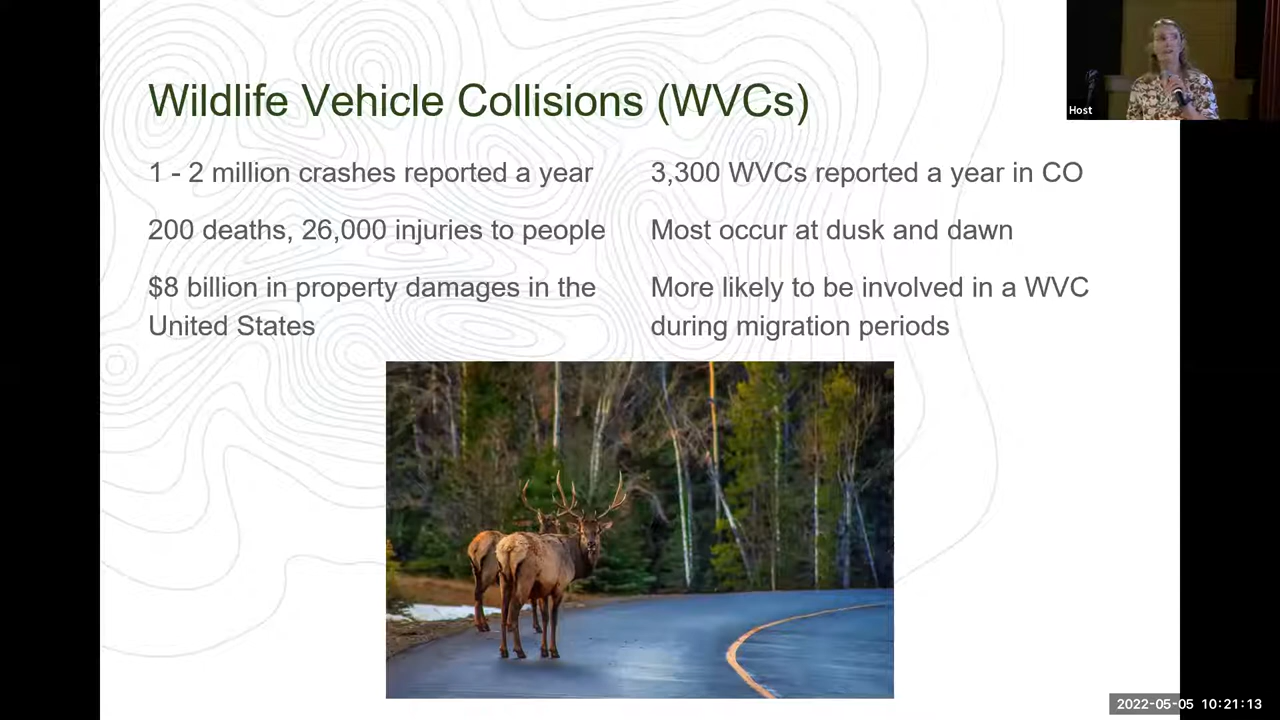 Wildlife Vehicle Collisions (WVCs)
1 - 2 million crashes reported a year
200 deaths, 26,000 injuries to people
$8 billion in property damages in the
United States
3,300 WVCs reported a year in CO
Most occur at dusk and dawn
More likely to be involved in a WVC
during migration periods
Host
2022-05-05 10:21:13